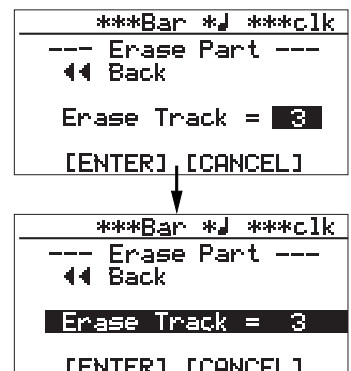 ***Bar *♩ ***clk
--- Erase Part ---
◀◀ Back
Erase Track = 3
[ENTER] [CANCEL]
***Bar *♩ ***clk
--- Erase Part ---
◀◀ Back
Erase Track = 3
[ENTER] [CANCEL]